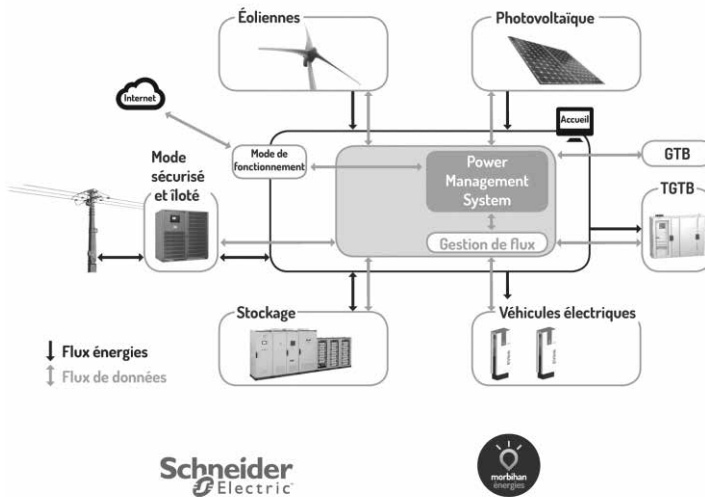 Éoliennes
Photovoltaïque
Internet
Accueil
Mode de
fonctionnement
Power
Management
System
GTB
Mode
sécurisé
et îloté
TGTB
Gestion de flux
Stockage
Véhicules électriques
Flux énergies
Flux de données
Schneider
Electric
morbihan
énergies